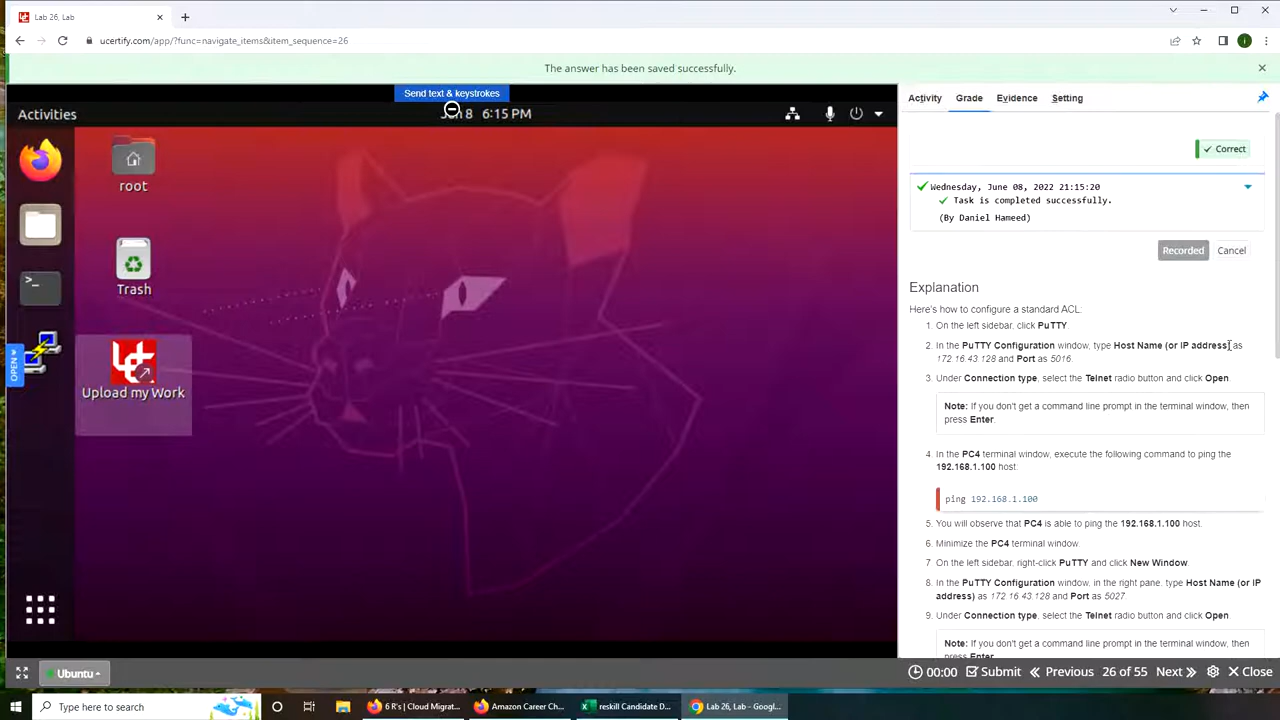 Lab 26, Lab
ucertify.com/app/?func=navigate_items&item_sequence=26
The answer has been saved successfully.
Send text & keystrokes
Activities
8 6:15 PM
root
Trash
Upload my Work
OPEN
Ubuntu
Activity Grade Evidence Setting
Correct
Wednesday, June 08, 2022 21:15:20
Task is completed successfully.
(By Daniel Hameed)
Recorded Cancel
Explanation
Here's how to configure a standard ACL:
1. On the left sidebar, click PuTTY.
2. In the PuTTY Configuration window, type Host Name (or IP address) as
172.16.43.128 and Port as 5016.
3. Under Connection type, select the Telnet radio button and click Open.
Note: If you don't get a command line prompt in the terminal window, then
press Enter.
4. In the PC4 terminal window, execute the following command to ping the
192.168.1.100 host:
ping 192.168.1.100
5. You will observe that PC4 is able to ping the 192.168.1.100 host.
6. Minimize the PC4 terminal window.
7. On the left sidebar, right-click PuTTY and click New Window.
8. In the PuTTY Configuration window, in the right pane, type Host Name (or IP
address) as 172.16.43.128 and Port as 5027.
9. Under Connection type, select the Telnet radio button and click Open.
Note: If you don't get a command line prompt in the terminal window, then
press Enter.
00:00 Submit Previous 26 of 55 Next Close
Type here to search
6 R's | Cloud Migrat...
Amazon Career Ch...
reskill Candidate D...
Lab 26, Lab - Googl...